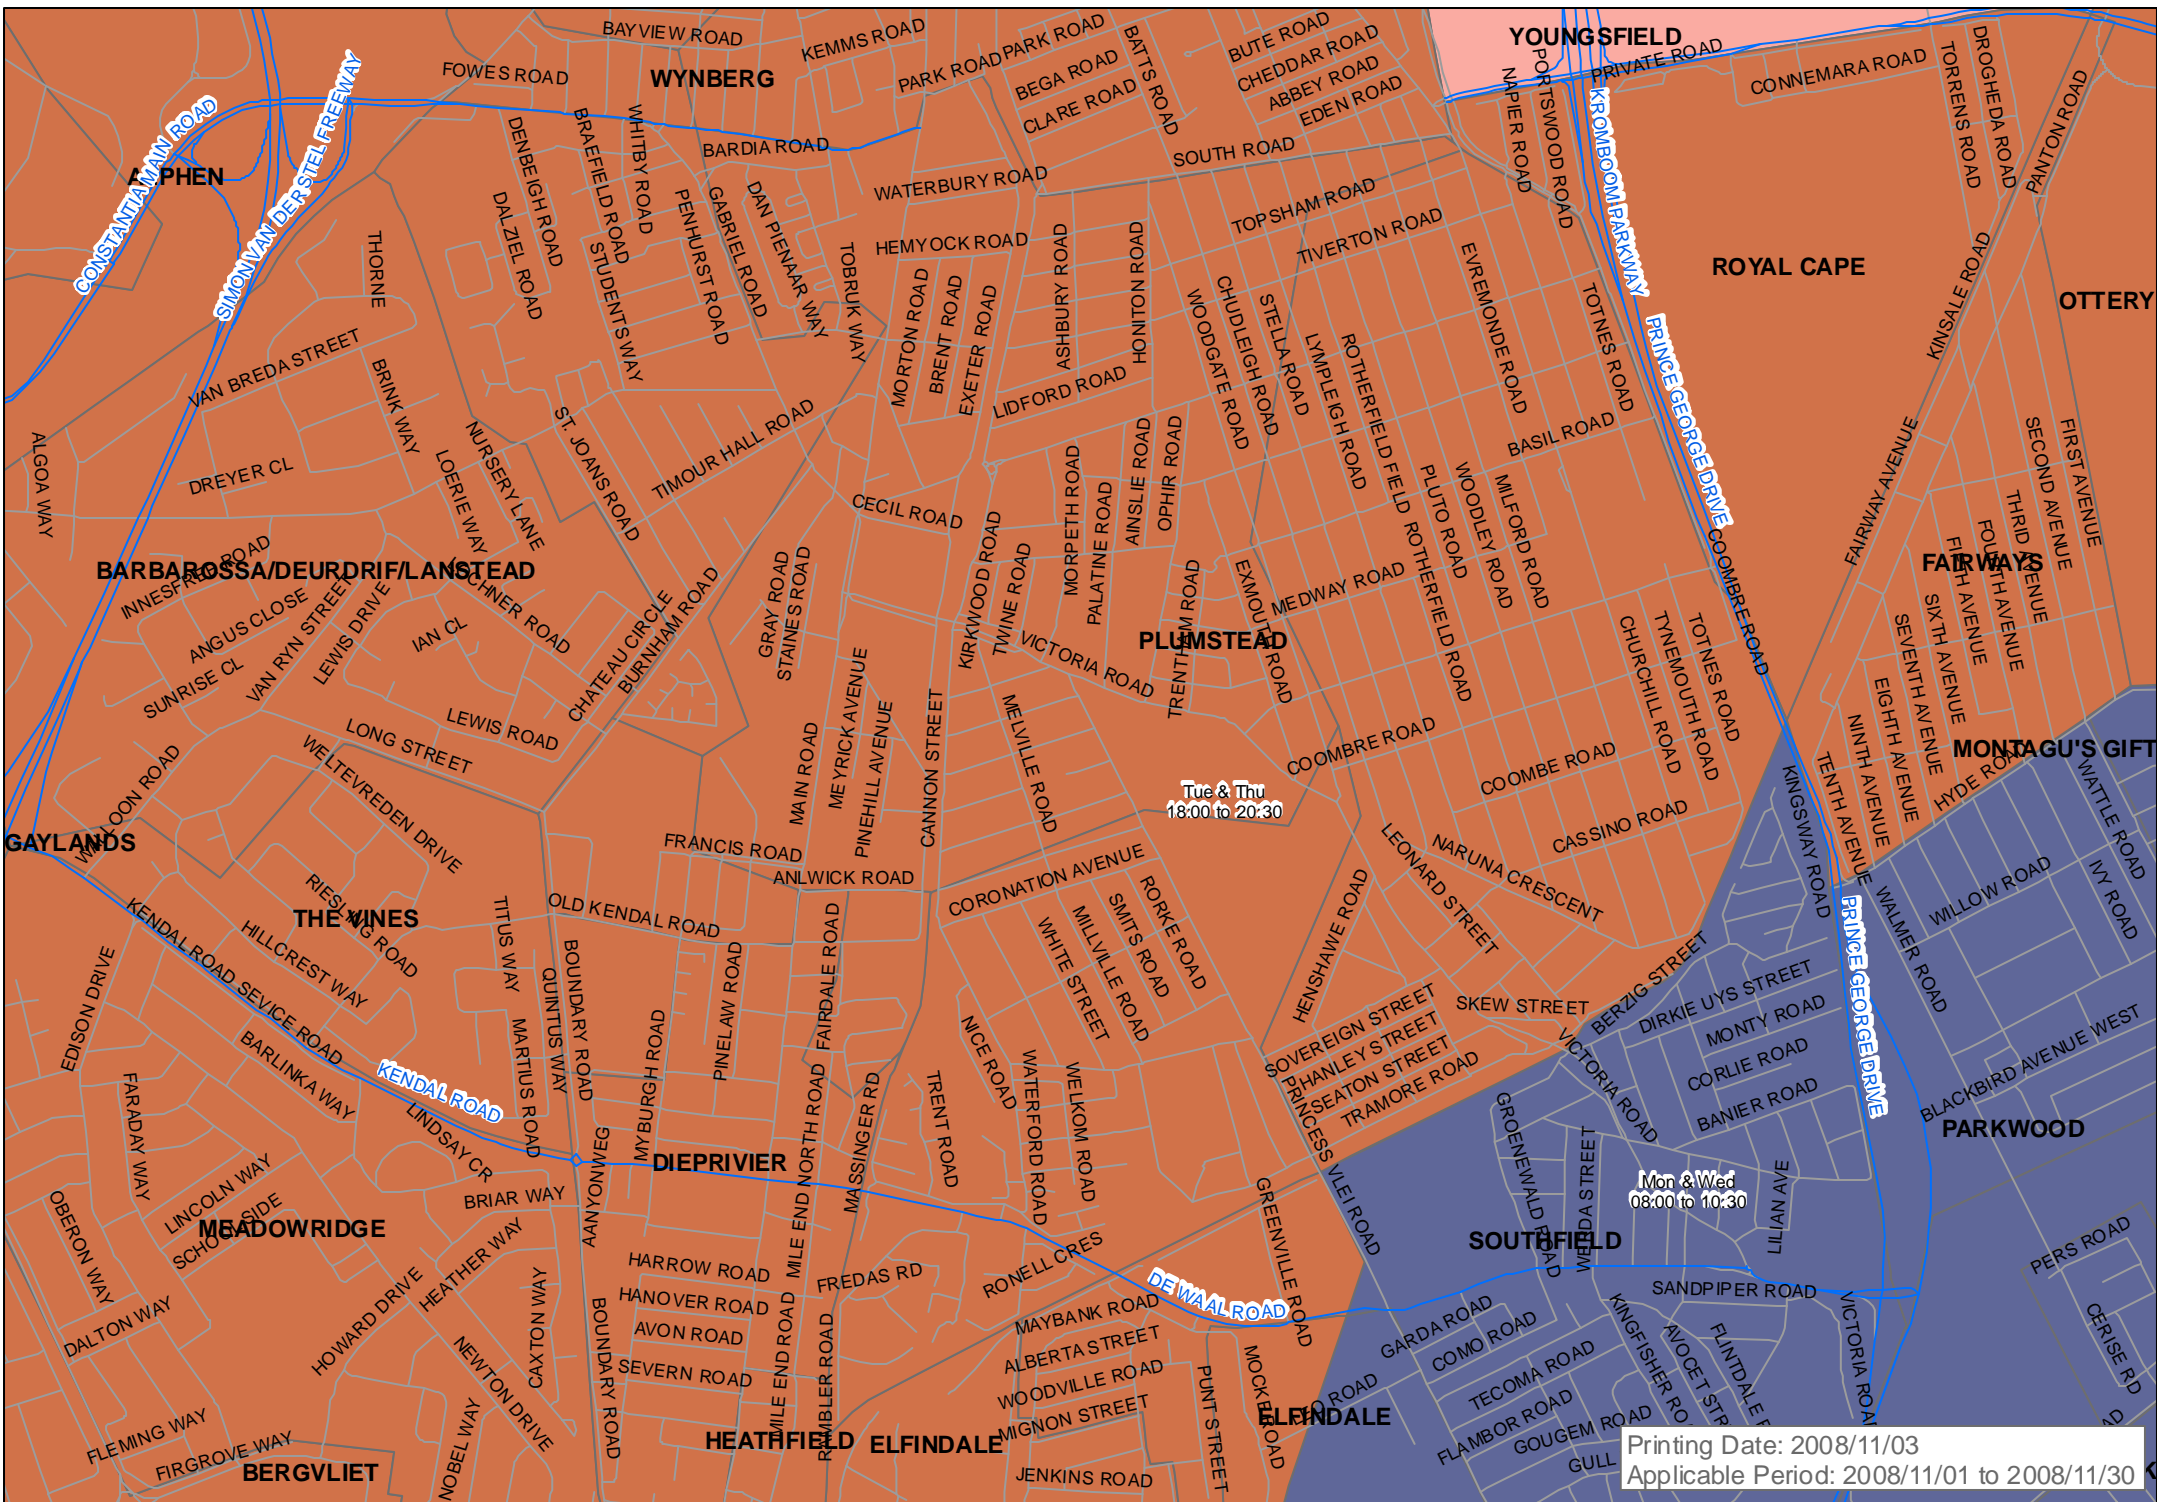 BAYVIEW ROAD
KEMMS ROAD
PARK ROAD
PARK ROAD
BATTS ROAD
BUTE ROAD
YOUNGSFIELD
PRIVATE ROAD
DROGHEDA ROAD
FOWES ROAD
WYNBERG
BEGA ROAD
CHEDDAR ROAD
ABBEY ROAD
EDEN ROAD
CLARE ROAD
NAPIER ROAD
PORTSWOOD ROAD
KROMBOOM PARKWAY
CONNEMARA ROAD
TORRENS ROAD
PANTON ROAD
CONSTANTIA MAIN ROAD
SIMON VAN DER STEL FREEWAY
ALPHEN
DENBEIGH ROAD
BRAEFIELD ROAD
WHITBY ROAD
BARDIA ROAD
SOUTH ROAD
WATERBURY ROAD
DALZIEL ROAD
STUDENTS WAY
PENHURST ROAD
GABRIEL ROAD
DAN PIENAAR WAY
TOBRUK WAY
HEMYOCK ROAD
TOPSHAM ROAD
TIVERTON ROAD
ROYAL CAPE
OTTERY
KINSALE ROAD
THORNE
MORTON ROAD
BRENT ROAD
EXETER ROAD
ASHBURY ROAD
HONITON ROAD
WOODGATE ROAD
CHUDLEIGH ROAD
STELLA ROAD
LYMPLEIGH ROAD
ROTHERFIELD FIELD ROAD
EVREMONDE ROAD
TOTNES ROAD
PRINCE GEORGE DRIVE
VAN BREDA STREET
BRINK WAY
LIDFORD ROAD
BASIL ROAD
ALGOA WAY
DREYER CL
LOERIE WAY
NURSERY LANE
ST. JOANS ROAD
TIMOUR HALL ROAD
CECIL ROAD
MORPETH ROAD
PALATINE ROAD
AINSLIE ROAD
OPHIR ROAD
PLUTO ROAD
WOODLEY ROAD
MILFORD ROAD
FAIRWAY AVENUE
FIRST AVENUE
SECOND AVENUE
THRID AVENUE
FOURTH AVENUE
FIFTH AVENUE
FAIRWAYS
SIXTH AVENUE
SEVENTH AVENUE
EIGHTH AVENUE
NINTH AVENUE
TENTH AVENUE
BARBAROSSA/DEURDRIF/LANSTEAD
INNESFREE ROAD
ANGUS CLOSE
SUNRISE CL
VAN RYN STREET
LEWIS DRIVE
IAN CL
LOCHNER ROAD
CHATEAU CIRCLE
BURNHAM ROAD
GRAY ROAD
STAINES ROAD
KIRKWOOD ROAD
TWINE ROAD
VICTORIA ROAD
TRENTHAM ROAD
PLUMSTEAD
EXMOUTH ROAD
MEDWAY ROAD
ROTHERFIELD ROAD
COOMBRE ROAD
CHURCHILL ROAD
TYNEMOUTH ROAD
TOTNES ROAD
LEWIS ROAD
LONG STREET
WELTEVREDEN DRIVE
WALLOON ROAD
GAYLANDS
MAIN ROAD
MEYRICK AVENUE
PINEHILL AVENUE
CANNON STREET
MELVILLE ROAD
Tue & Thu
18:00 to 20:30
COOMBRE ROAD
COOMBE ROAD
CASSINO ROAD
KINGSWAY ROAD
MONTAGU'S GIFT
HYDE ROAD
WATTLE ROAD
IVY ROAD
WILLOW ROAD
WALMER ROAD
FRANCIS ROAD
ANLWICK ROAD
CORONATION AVENUE
LEONARD STREET
NARUNA CRESCENT
RIESLING ROAD
THE VINES
HILLCREST WAY
KENDAL ROAD SEVICE ROAD
TITUS WAY
OLD KENDAL ROAD
QUINTUS WAY
BOUNDARY ROAD
MARTIUS ROAD
MYBURGH ROAD
PINELAW ROAD
FAIRDALE ROAD
WHITE STREET
MILLVILLE ROAD
SMITS ROAD
RORKE ROAD
HENSHAWE ROAD
SKEW STREET
BERZIG STREET
PRINCE GEORGE DRIVE
EDISON DRIVE
BARLINKA WAY
KENDAL ROAD
FARADAY WAY
LINDSAY CR
NICE ROAD
WATERFORD ROAD
WELKOM ROAD
TRENT ROAD
MASSINGER RD
MILE END NORTH ROAD
SOVEREIGN STREET
HANLEY STREET
SEATON STREET
TRAMORE ROAD
PRINCESS VLEI ROAD
DIRKIE UYS STREET
MONTY ROAD
CORLIE ROAD
BANIER ROAD
VICTORIA ROAD
GROENEWALD ROAD
WERDA STREET
BLACKBIRD AVENUE WEST
PARKWOOD
Mon & Wed
08:00 to 10:30
LILIAN AVE
SOUTHFIELD
SANDPIPER ROAD
PERS ROAD
CERISE RD
OBERON WAY
LINCOLN WAY
SCHOOL SIDE
MEADOWRIDGE
BRIAR WAY
HEATHER WAY
AANYONWEG
DIEPRIVIER
HARROW ROAD
HANOVER ROAD
AVON ROAD
SEVERN ROAD
FREDAS RD
RONELL CRES
DE WAAL ROAD
GREENVILLE ROAD
DALTON WAY
HOWARD DRIVE
CAXTON WAY
NEWTON DRIVE
BOUNDARY ROAD
MILE END ROAD
RAMBLER ROAD
MAYBANK ROAD
ALBERTA STREET
WOODVILLE ROAD
MIGNON STREET
PUNT STREET
MOCKE ROAD
GARDA ROAD
COMO ROAD
TECOMA ROAD
FLAMBOR ROAD
GOUGEM ROAD
GULL
KINGFISHER RO
AVOCET STR
FLINTDALE R
VICTORIA ROAD
FLEMING WAY
FIRGROVE WAY
BERGVLIET
NOBEL WAY
HEATHFIELD
ELFINDALE
ELFINDALE
JENKINS ROAD
Printing Date: 2008/11/03
Applicable Period: 2008/11/01 to 2008/11/30